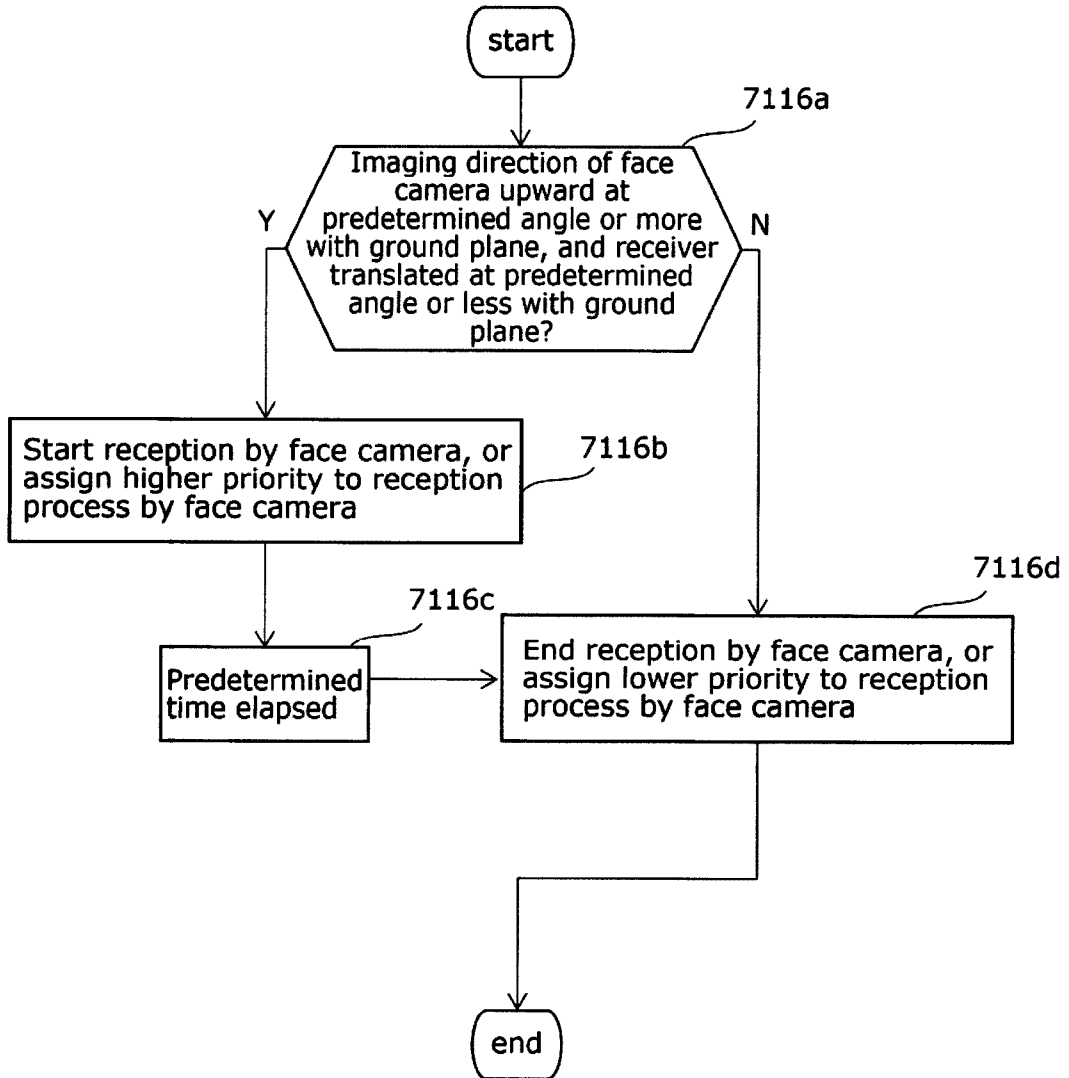 start
7116a
Imaging direction of face
camera upward at
predetermined angle or more
with ground plane, and receiver
translated at predetermined
angle or less with ground
plane?
Y
N
Start reception by face camera, or
assign higher priority to reception
process by face camera
7116b
7116c
Predetermined
time elapsed
7116d
End reception by face camera, or
assign lower priority to reception
process by face camera
end